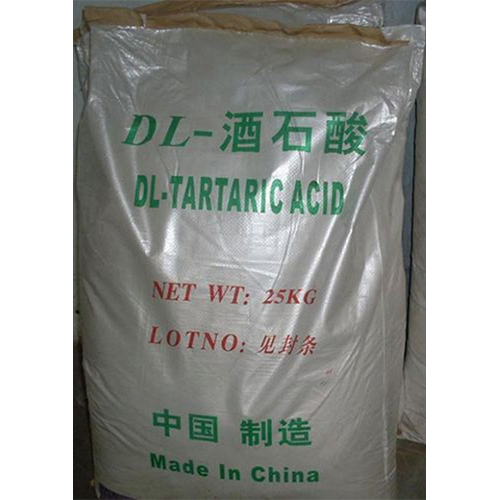 DL-酒石酸
DL-TARTARIC ACID
NET WT: 25KG
LOTNO: 见封条
中国 制造
Made In China